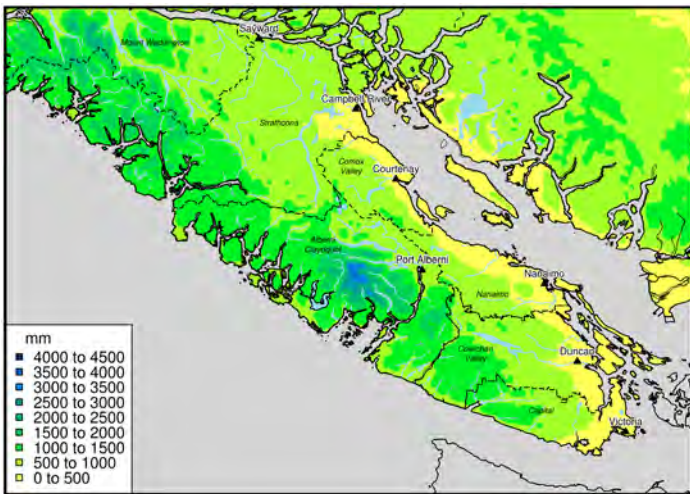 Sayward
Mount Waddington
Campbell River
Strathcona
Comox
Valley
Courtenay
Alberni
Clayoquot
Port Alberni
Nanaimo
Nanaimo
Cowichan
Valley
Duncan
Capital
Victoria
mm
4000 to 4500
3500 to 4000
3000 to 3500
2500 to 3000
2000 to 2500
1500 to 2000
1000 to 1500
500 to 1000
0 to 500